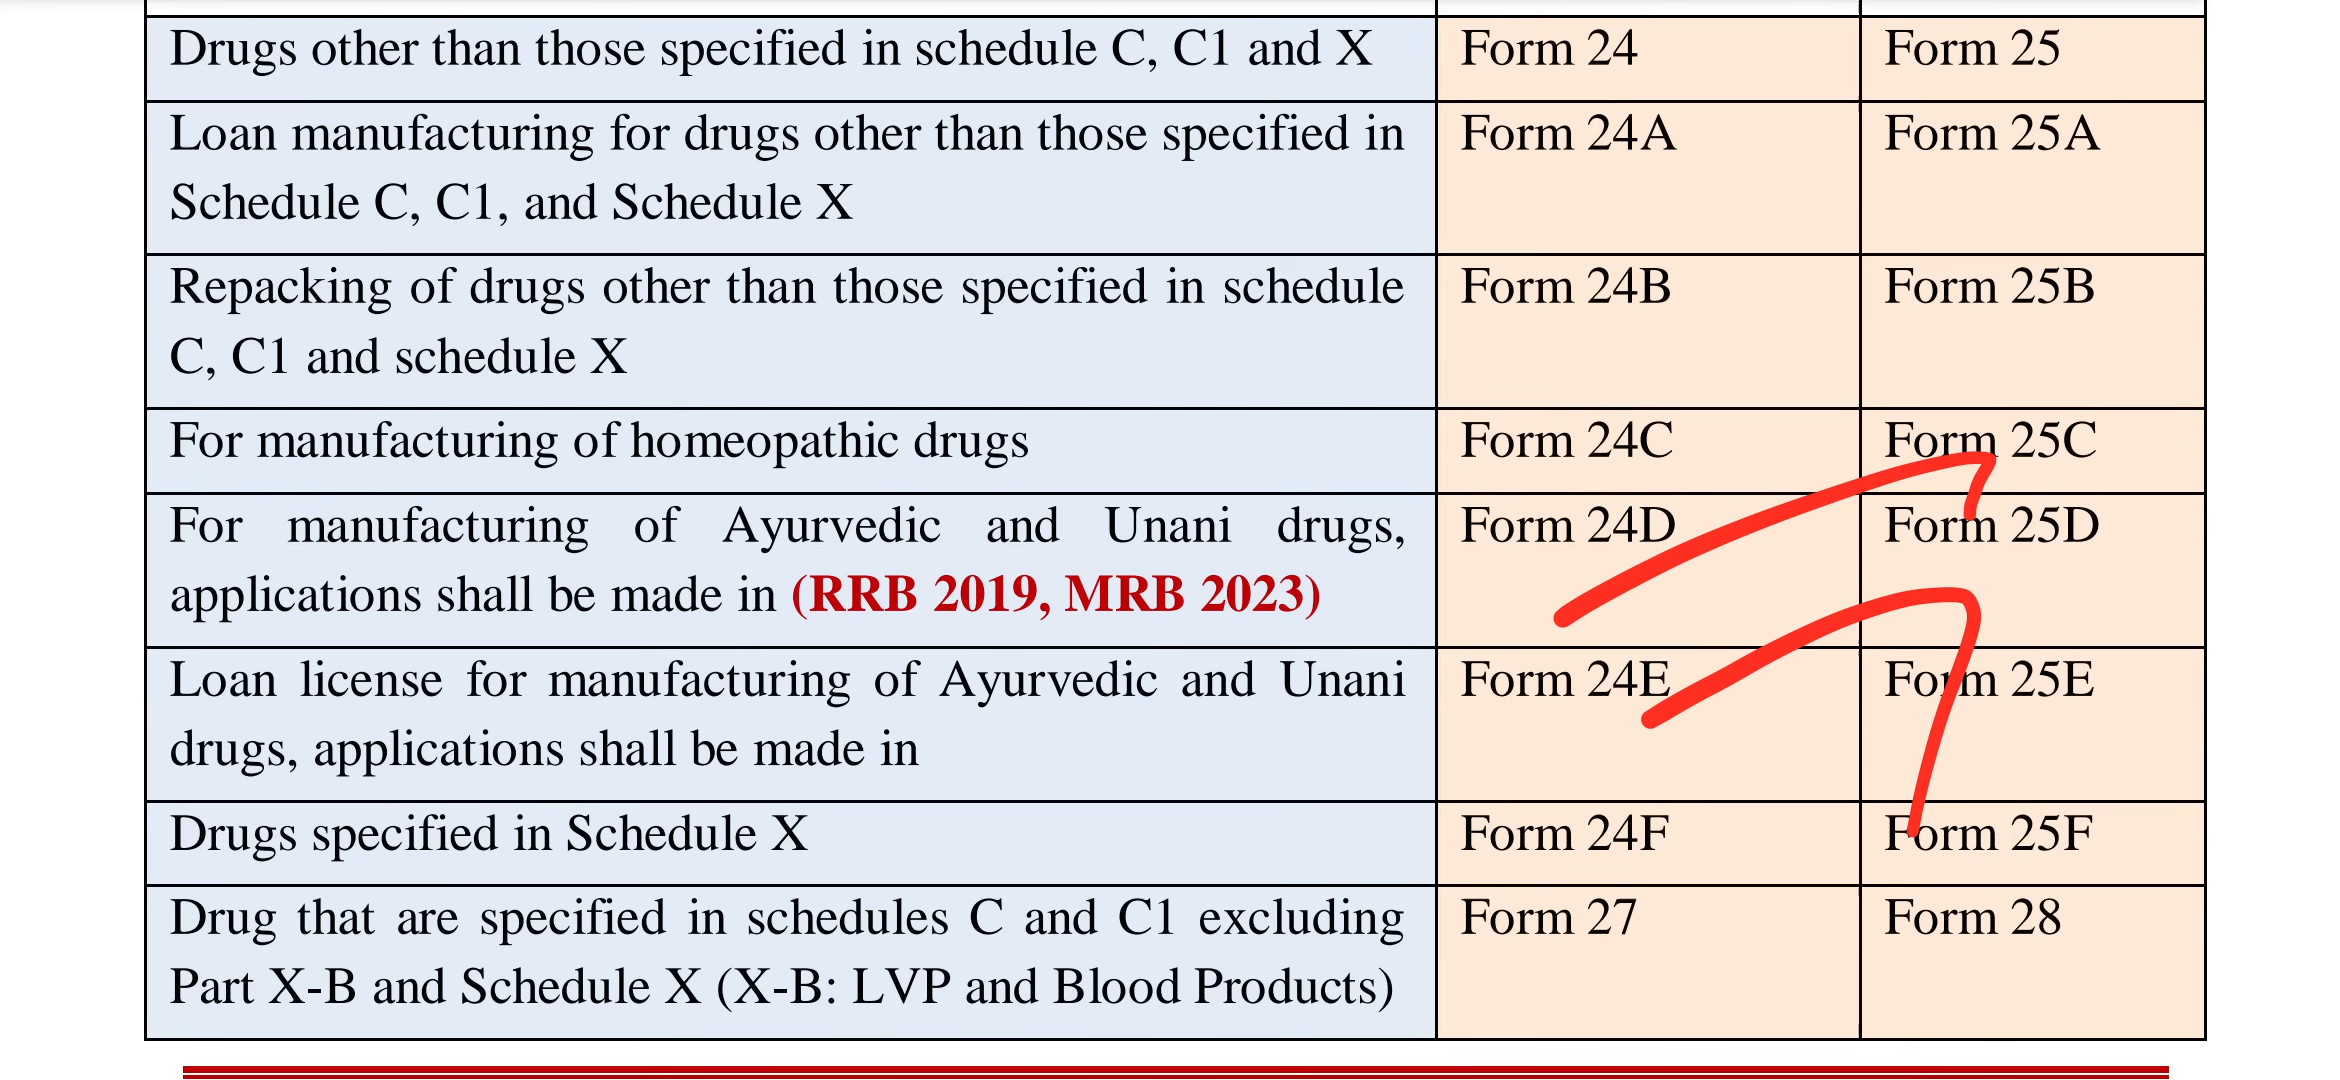 Drugs other than those specified in schedule C, C1 and X
Form 24
Form 25
Loan manufacturing for drugs other than those specified in
Schedule C, C1, and Schedule X
Form 24A
Form 25A
Repacking of drugs other than those specified in schedule
C, C1 and schedule X
Form 24B
Form 25B
For manufacturing of homeopathic drugs
Form 24C
Form 25C
For manufacturing of Ayurvedic and Unani drugs,
applications shall be made in (RRB 2019, MRB 2023)
Form 24D
Form 25D
Loan license for manufacturing of Ayurvedic and Unani
drugs, applications shall be made in
Form 24E
Form 25E
Drugs specified in Schedule X
Form 24F
Form 25F
Drug that are specified in schedules C and C1 excluding
Part X-B and Schedule X (X-B: LVP and Blood Products)
Form 27
Form 28